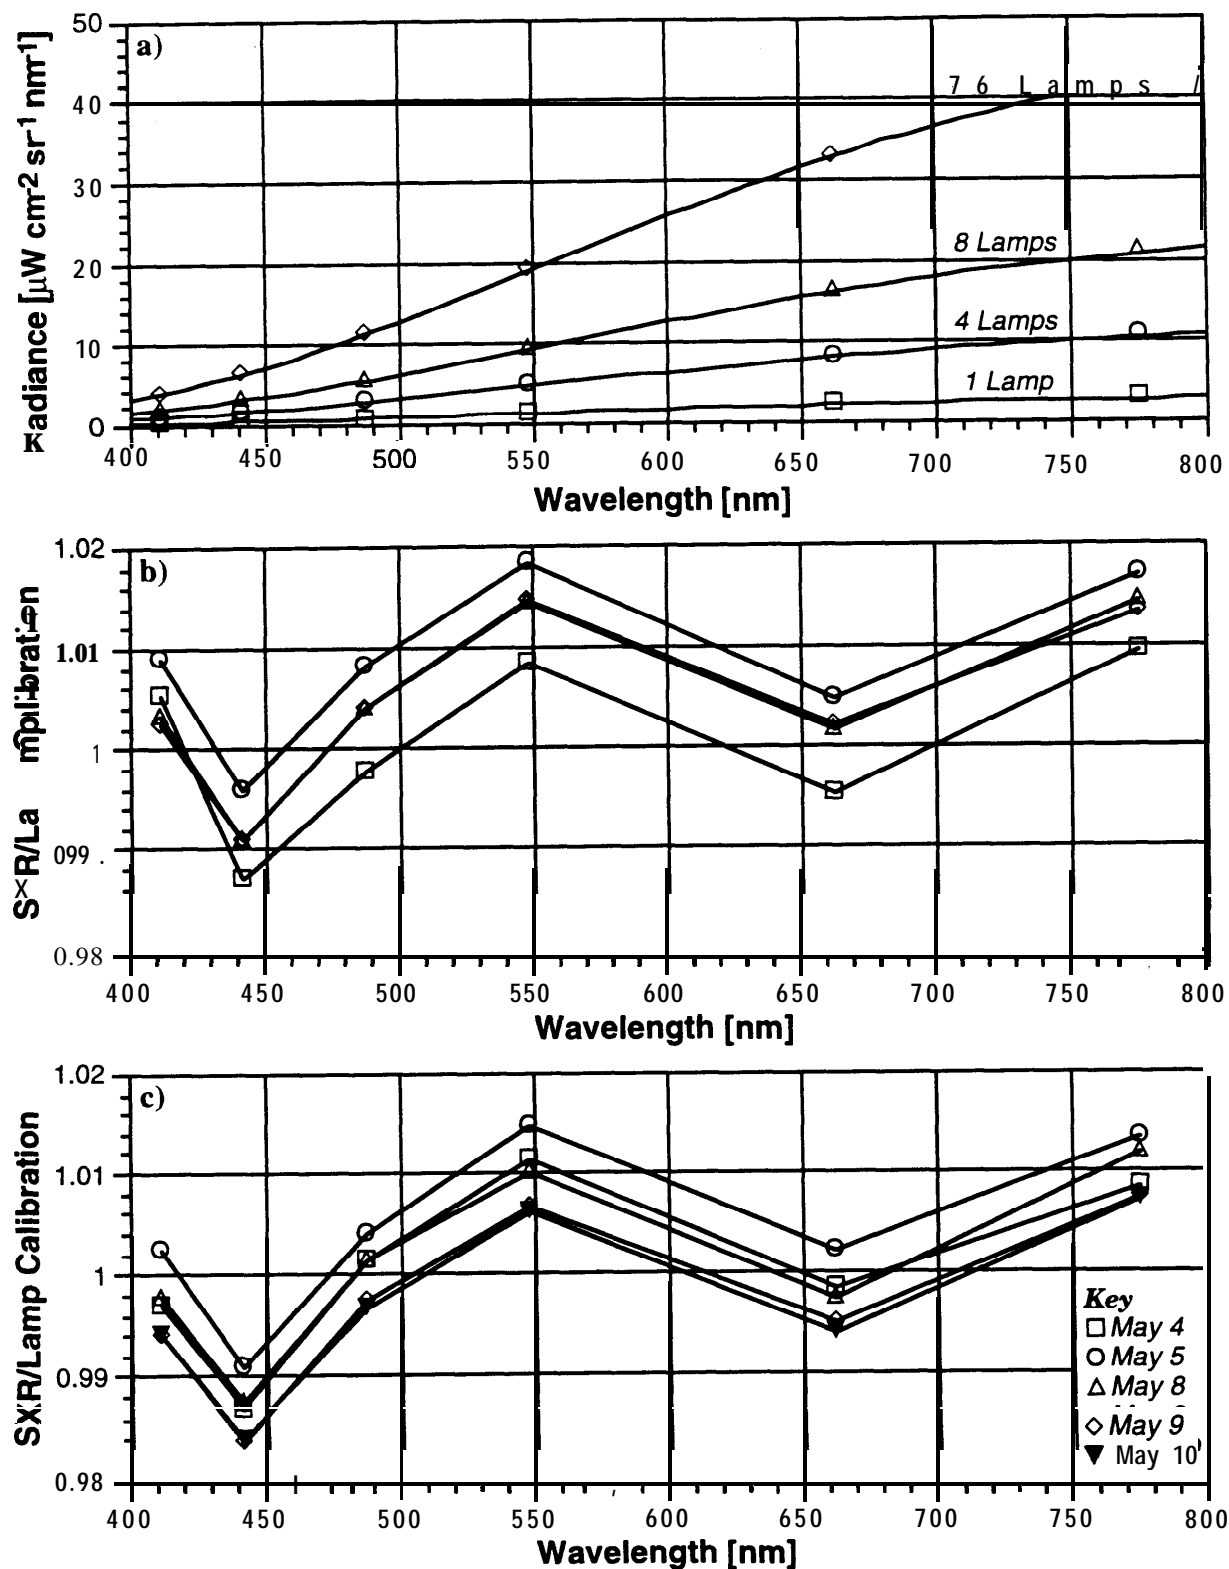 a)
50
40
30
20
10
0
Kadiance [µW cm-2 sr-1 nm-1]
76 Lamps
8 Lamps
4 Lamps
1 Lamp
400 450 500 550 600 650 700 750 800
Wavelength [nm]
b)
1.02
1.01
1
099 .
0.98
400 450 500 550 600 650 700 750 800
Wavelength [nm]
c)
1.02
1.01
1
0.99
0.98
SXR/Lamp Calibration
Key
May 4
May 5
May 8
May 9
May 10
400 450 500 550 600 650 700 750 800
Wavelength [nm]